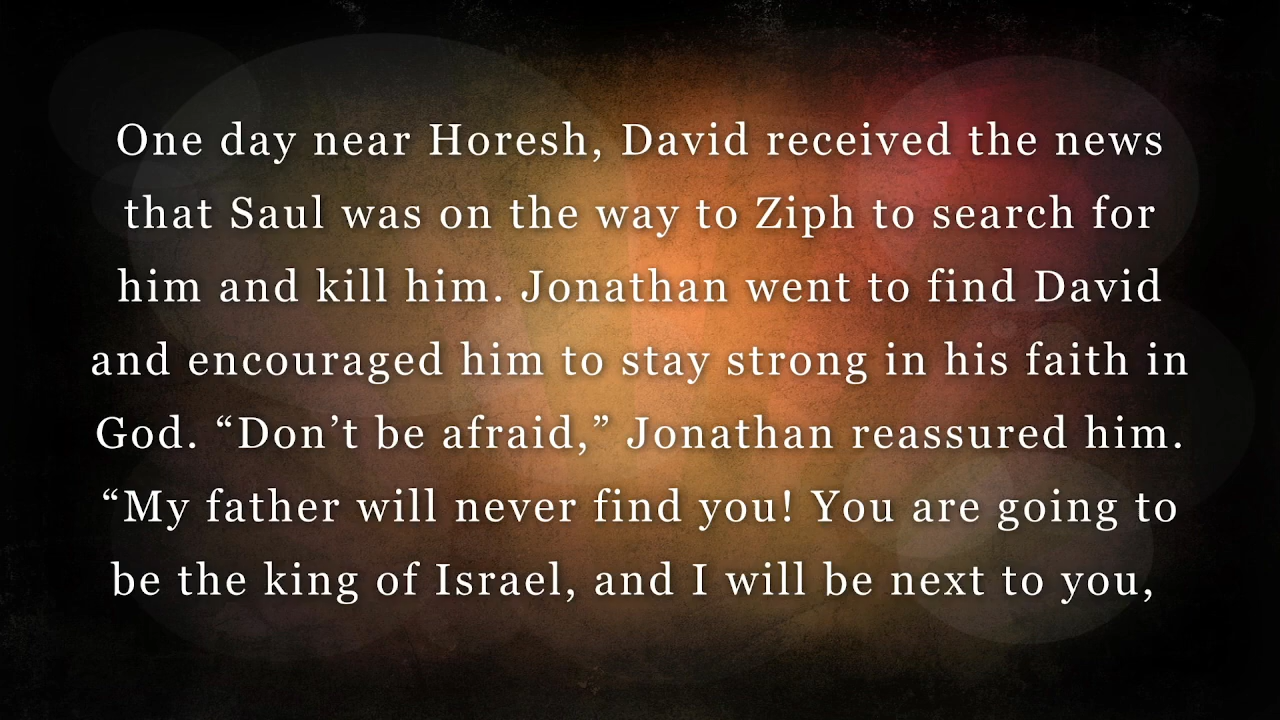 One day near Horesh, David received the news
that Saul was on the way to Ziph to search for
him and kill him. Jonathan went to find David
and encouraged him to stay strong in his faith in
God. “Don’t be afraid,” Jonathan reassured him.
“My father will never find you! You are going to
be the king of Israel, and I will be next to you,